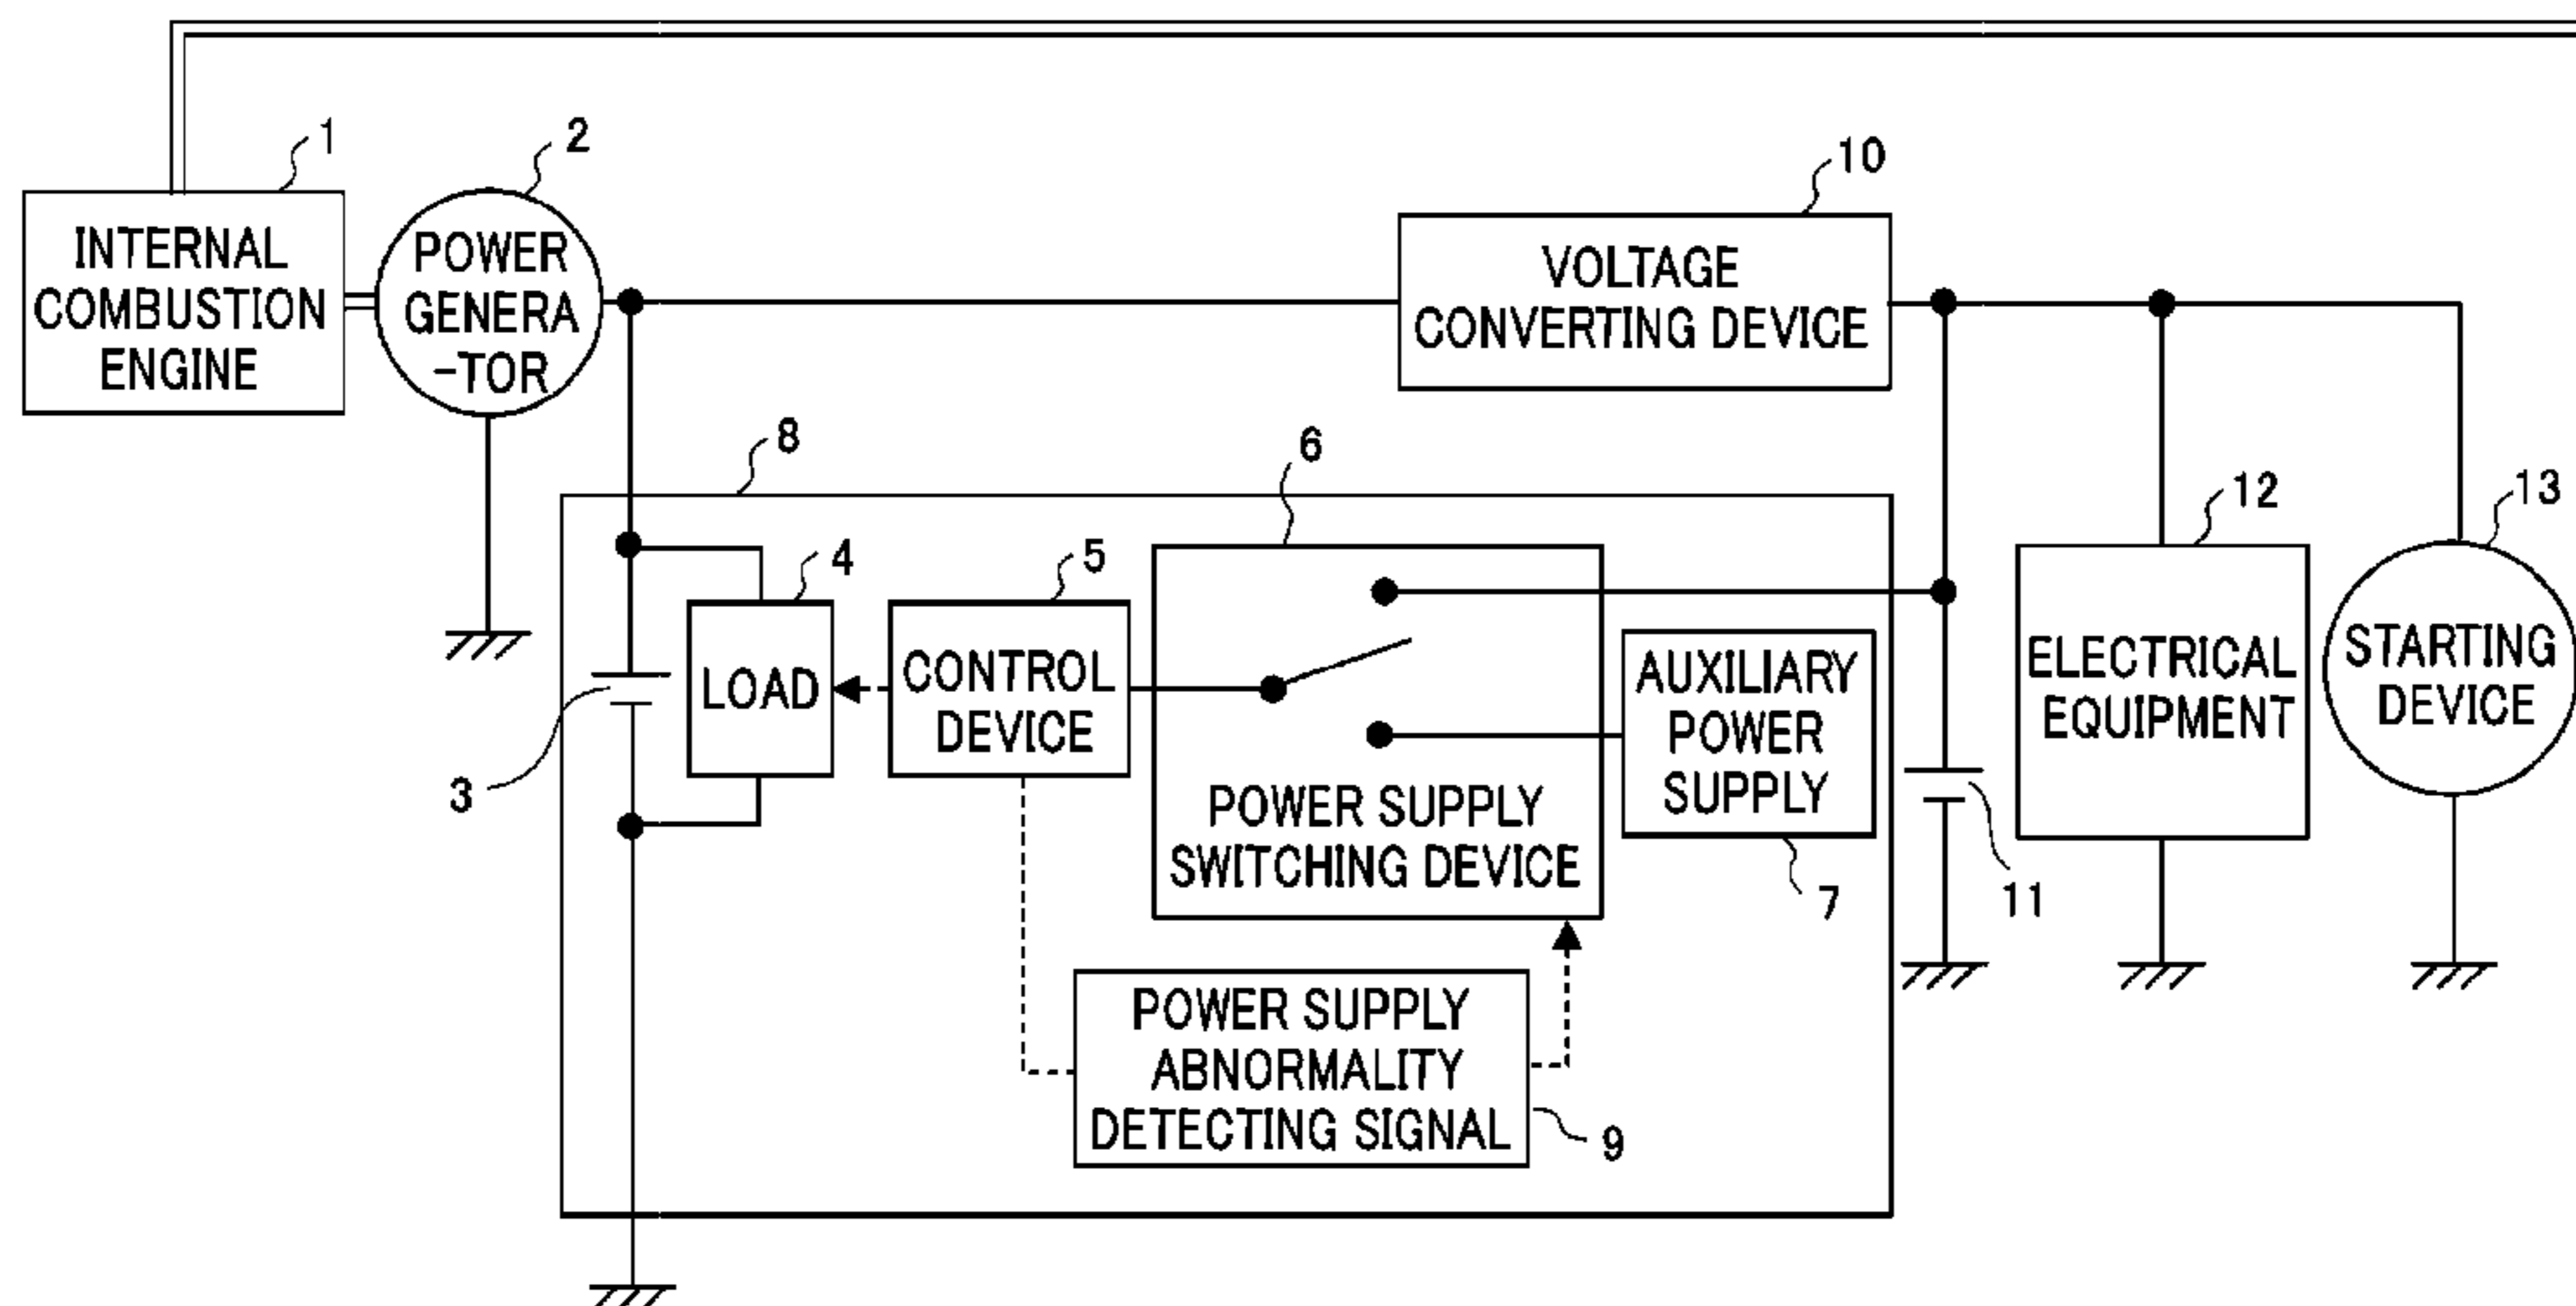 1
2
10
INTERNAL
COMBUSTION
ENGINE
POWER
GENERA
-TOR
VOLTAGE
CONVERTING DEVICE
8
6
12
13
4
5
3
LOAD
CONTROL
DEVICE
POWER SUPPLY
SWITCHING DEVICE
AUXILIARY
POWER
SUPPLY
7
11
ELECTRICAL
EQUIPMENT
STARTING
DEVICE
POWER SUPPLY
ABNORMALITY
DETECTING SIGNAL
9